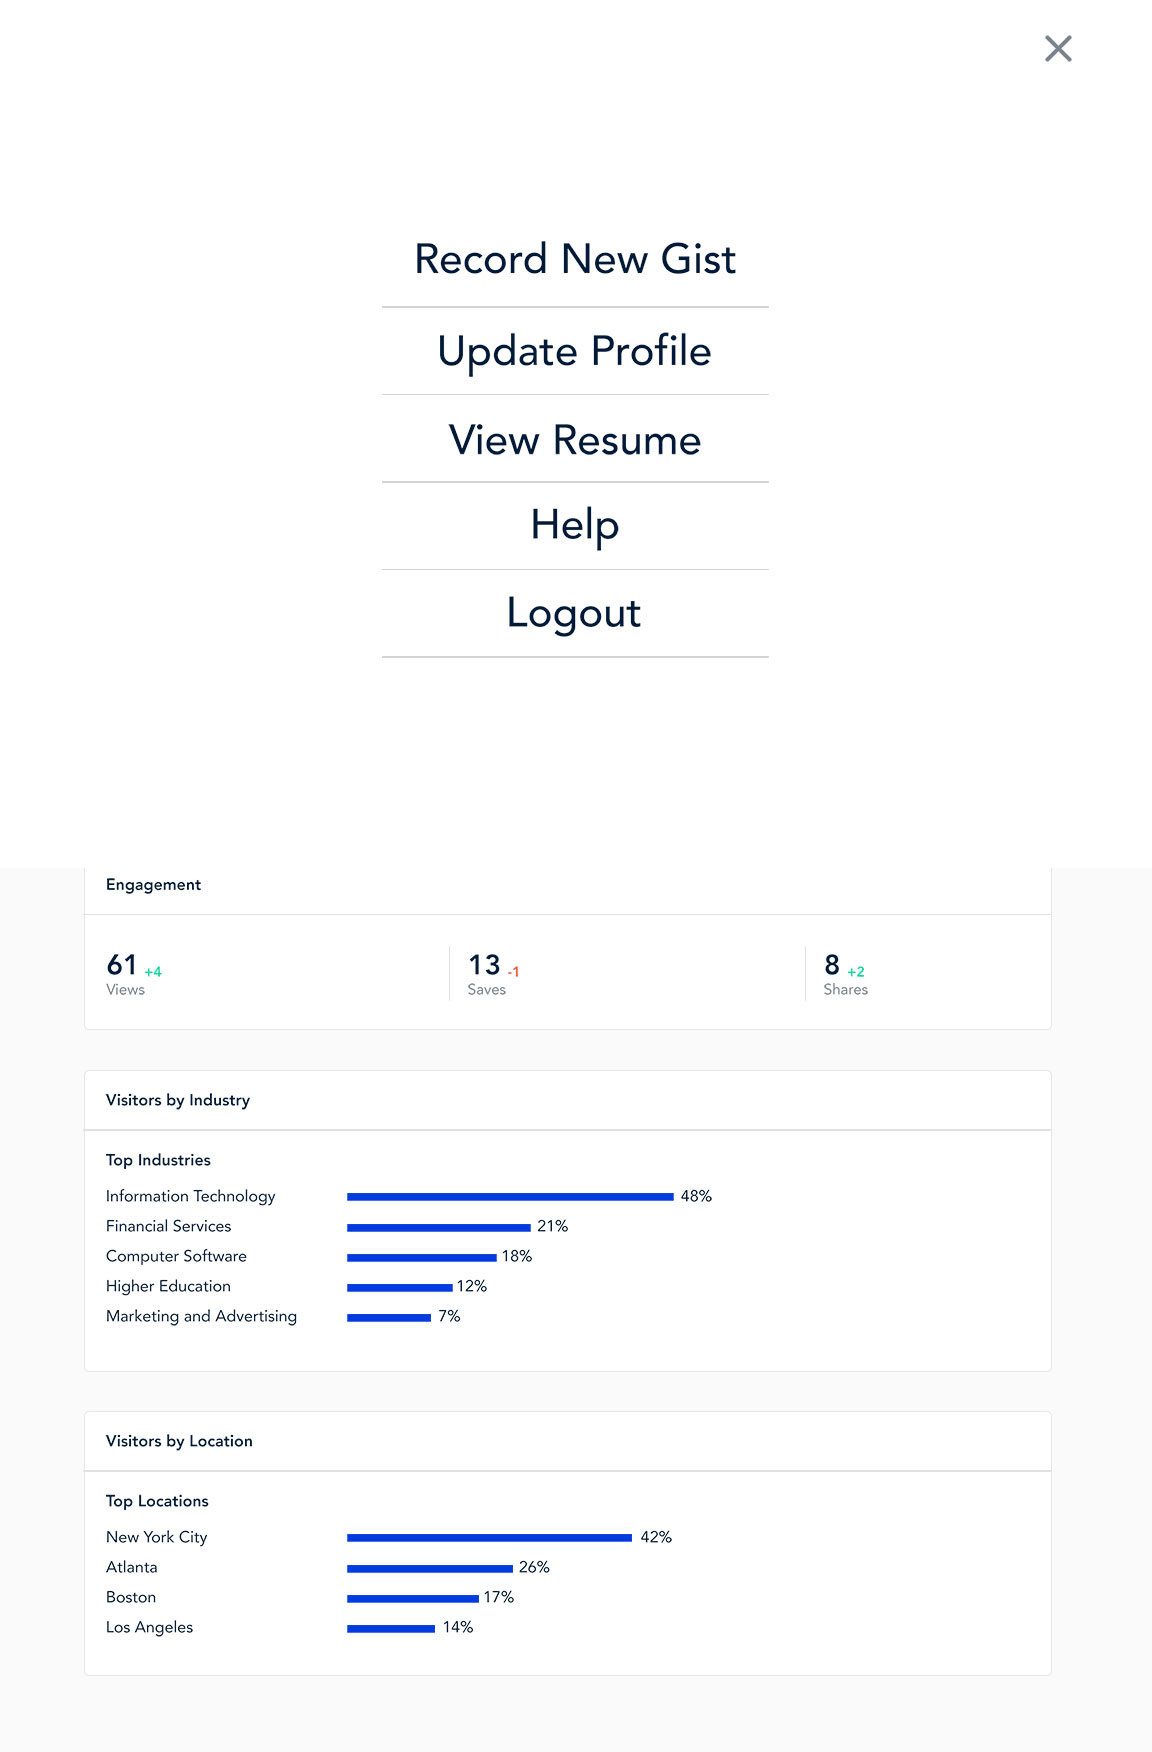 Record New Gist
Update Profile
View Resume
Help
Logout
Engagement
61 +4
Views
13 -1
Saves
8 +2
Shares
Visitors by Industry
Top Industries
Information Technology 48%
Financial Services 21%
Computer Software 18%
Higher Education 12%
Marketing and Advertising 7%
Visitors by Location
Top Locations
New York City 42%
Atlanta 26%
Boston 17%
Los Angeles 14%